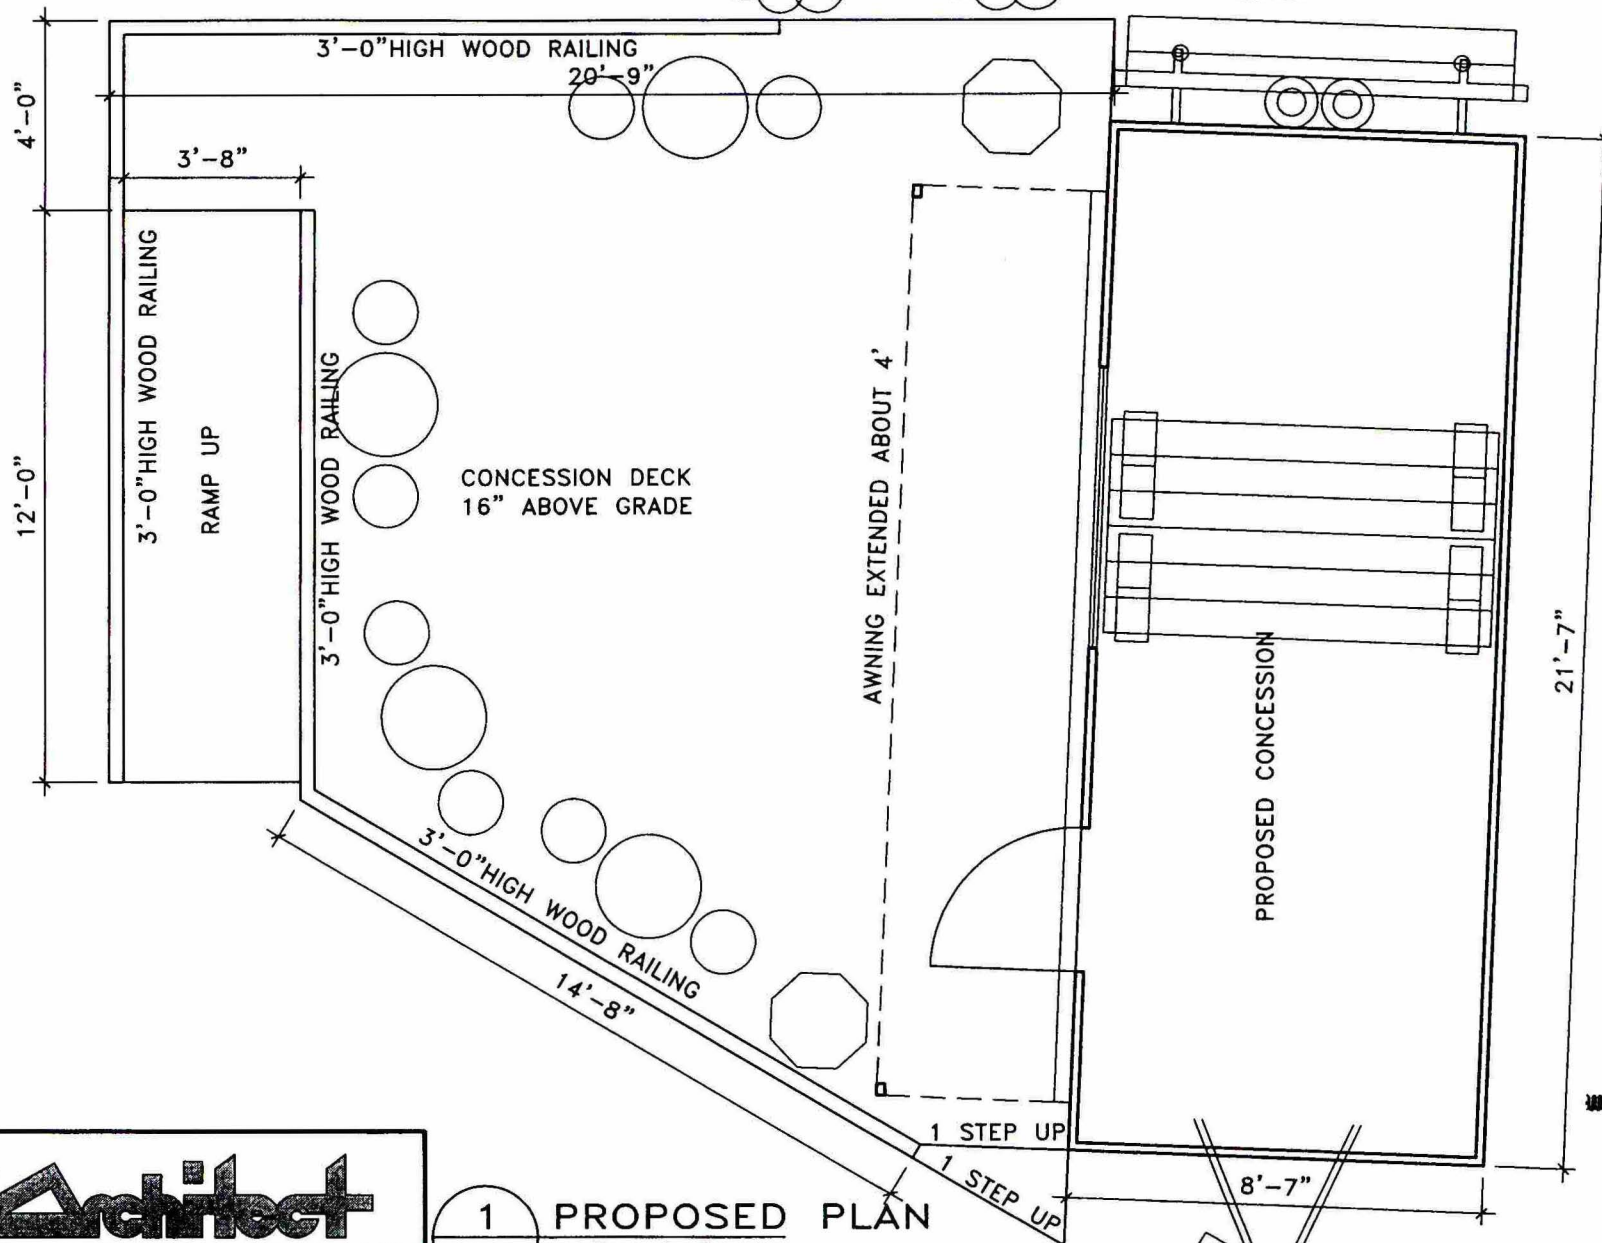 3'-0"HIGH WOOD RAILING
20'-9"
4'-0"
3'-8"
3'-0"HIGH WOOD RAILING
RAMP UP
3'-0"HIGH WOOD RAILING
12'-0"
CONCESSION DECK
16" ABOVE GRADE
AWNING EXTENDED ABOUT 4'
PROPOSED CONCESSION
21'-7"
3'-0"HIGH WOOD RAILING
14'-8"
1 STEP UP
1 STEP UP
8'-7"
Architect
1 PROPOSED PLAN